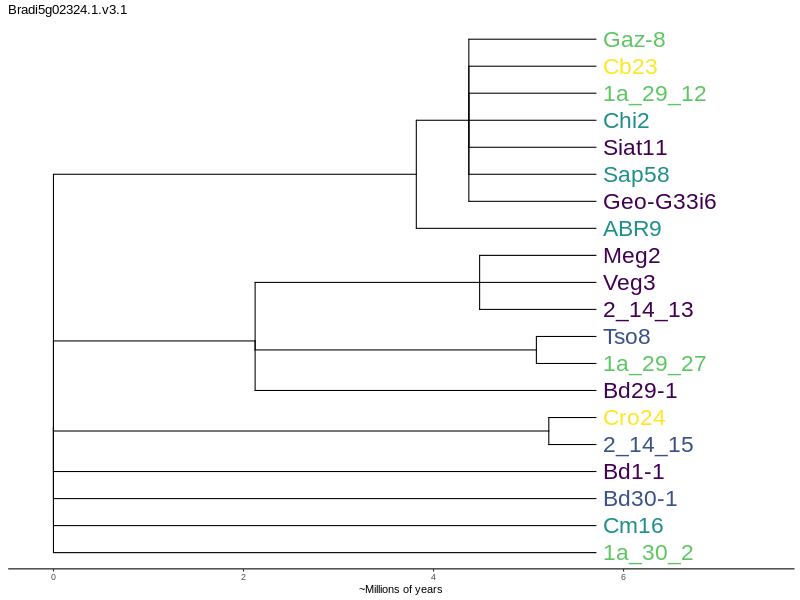 Bradi5g02324.1.v3.1
Gaz-8
Cb23
1a_29_12
Chi2
Siat11
Sap58
Geo-G33i6
ABR9
Meg2
Veg3
2_14_13
Tso8
1a_29_27
Bd29-1
Cro24
2_14_15
Bd1-1
Bd30-1
Cm16
1a_30_2
0 2 4 6
~Millions of years